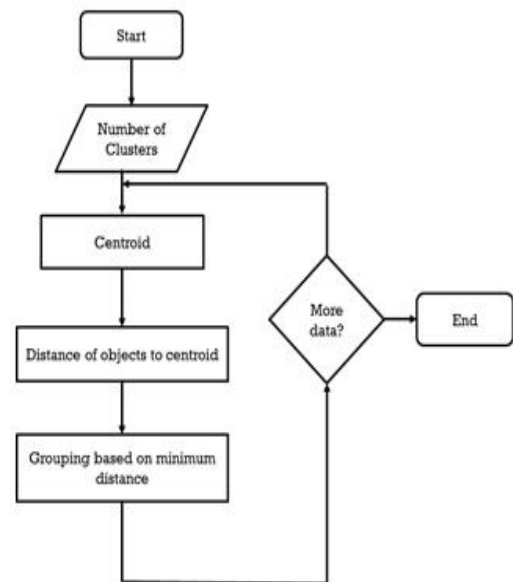 Start
Number of
Clusters
Centroid
Distance of objects to centroid
Grouping based on minimum
distance
More
data?
End